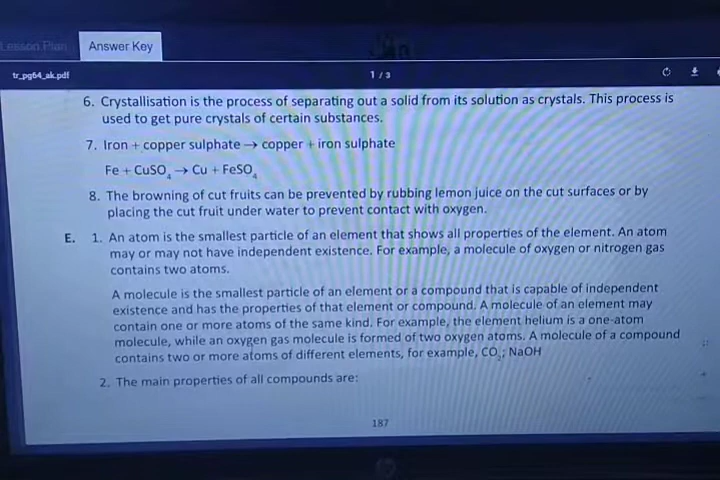 Lesson Plan
Answer Key
tr_pg64_ak.pdf
1 / 3
6. Crystallisation is the process of separating out a solid from its solution as crystals. This process is
used to get pure crystals of certain substances.
7. Iron + copper sulphate → copper + iron sulphate
Fe + CuSO₄ → Cu + FeSO₄
8. The browning of cut fruits can be prevented by rubbing lemon juice on the cut surfaces or by
placing the cut fruit under water to prevent contact with oxygen.
E. 1. An atom is the smallest particle of an element that shows all properties of the element. An atom
may or may not have independent existence. For example, a molecule of oxygen or nitrogen gas
contains two atoms.
A molecule is the smallest particle of an element or a compound that is capable of independent
existence and has the properties of that element or compound. A molecule of an element may
contain one or more atoms of the same kind. For example, the element helium is a one-atom
molecule, while an oxygen gas molecule is formed of two oxygen atoms. A molecule of a compound
contains two or more atoms of different elements, for example, CO₂; NaOH
2. The main properties of all compounds are:
187